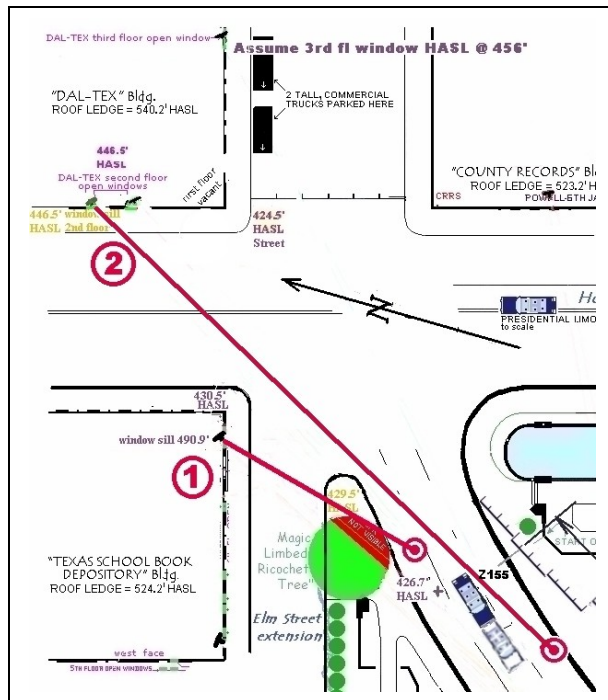 DAL-TEX third floor open window
Assume 3rd fl window HASL @ 456'
"DAL-TEX" Bldg.
ROOF LEDGE = 540.2' HASL
2 TALL, COMMERCIAL
TRUCKS PARKED HERE
446.5'
HASL
DAL-TEX second floor
open windows
first floor
vacant
"COUNTY RECORDS" Bl
ROOF LEDGE = 523.2' H
POWELL-6TH JA
CRRS
446.5' window sill
HASL 2nd floor
424.5'
HASL
Street
2
N
Ho
PRESIDENTIAL LIMO
to scale
430.5'
HASL
window sill 490.9'
1
429.5'
HASL
NOT VISIBLE
Magic
Limbed
Ricochet
Tree"
START O
"TEXAS SCHOOL BOOK
DEPOSITORY" Bldg.
ROOF LEDGE = 524.2' HASL
426.7"
HASL
Z155
Elm Street
extension
west face
5TH FLOOR OPEN WINDOWS